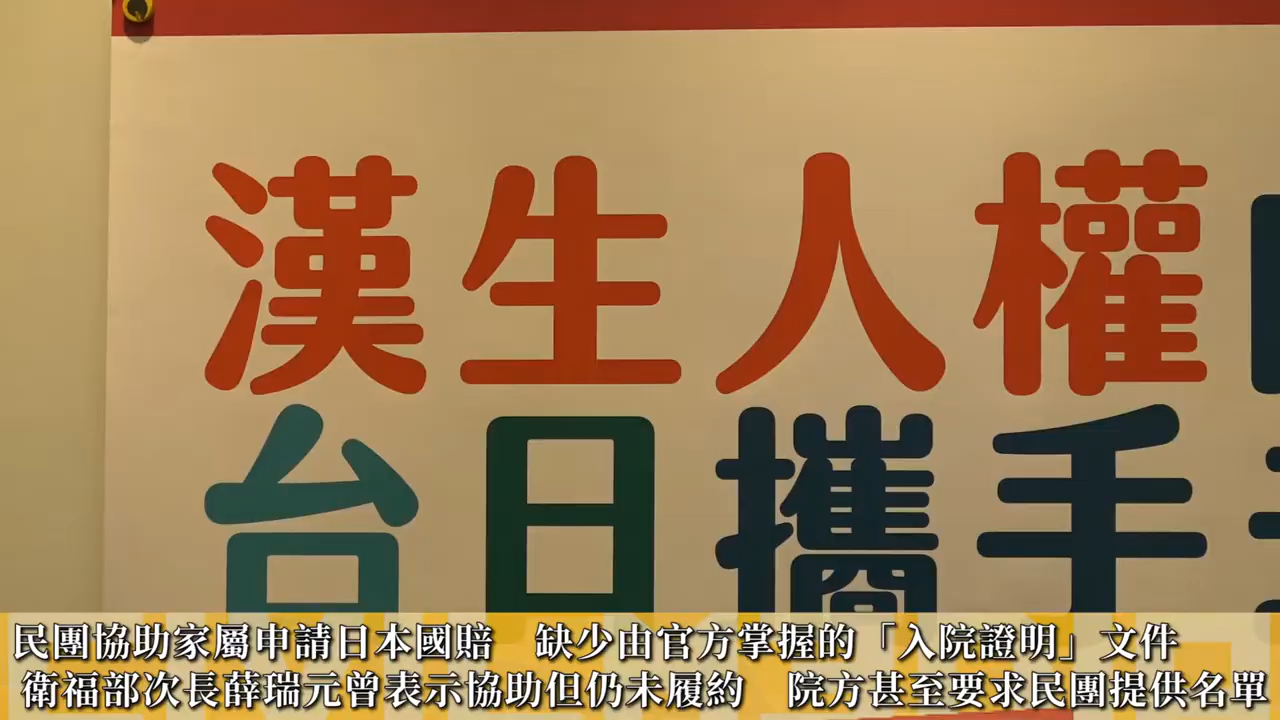 漢生人權
台日攜手
民團協助家屬申請日本國賠 缺少由官方掌握的「入院證明」文件
衛福部次長薛瑞元曾表示協助但仍未履約 院方甚至要求民團提供名單